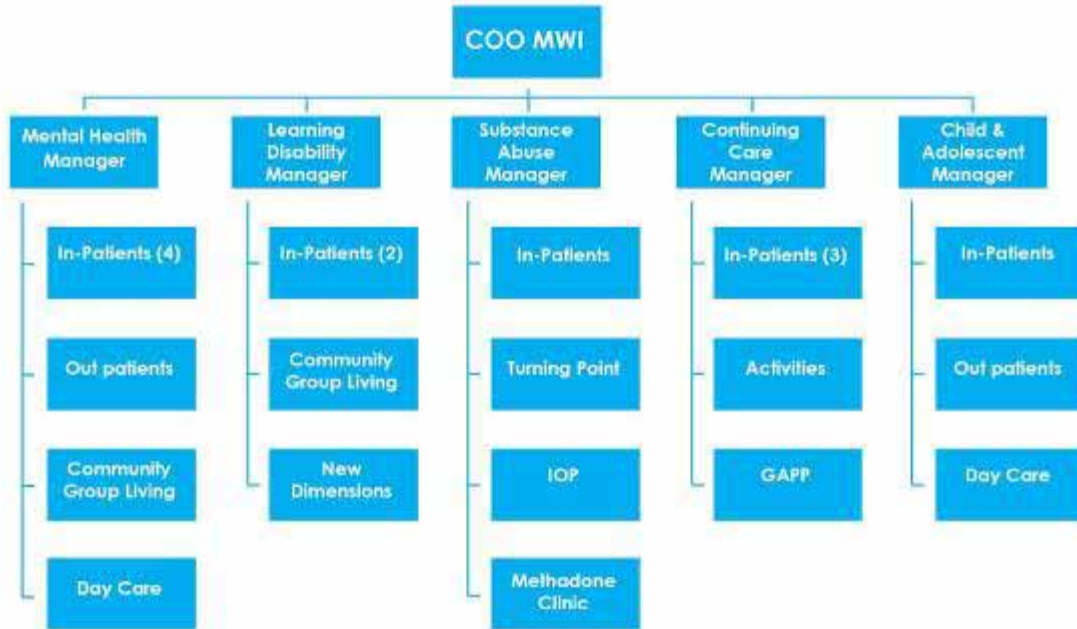 COO MWI
Mental Health
Manager
Learning
Disability
Manager
Substance
Abuse
Manager
Continuing
Care
Manager
Child &
Adolescent
Manager
In-Patients (4)
Out patients
Community
Group Living
Day Care
In-Patients (2)
Community
Group Living
New
Dimensions
In-Patients
Turning Point
IOP
Methadone
Clinic
In-Patients (3)
Activities
GAPP
In-Patients
Out patients
Day Care